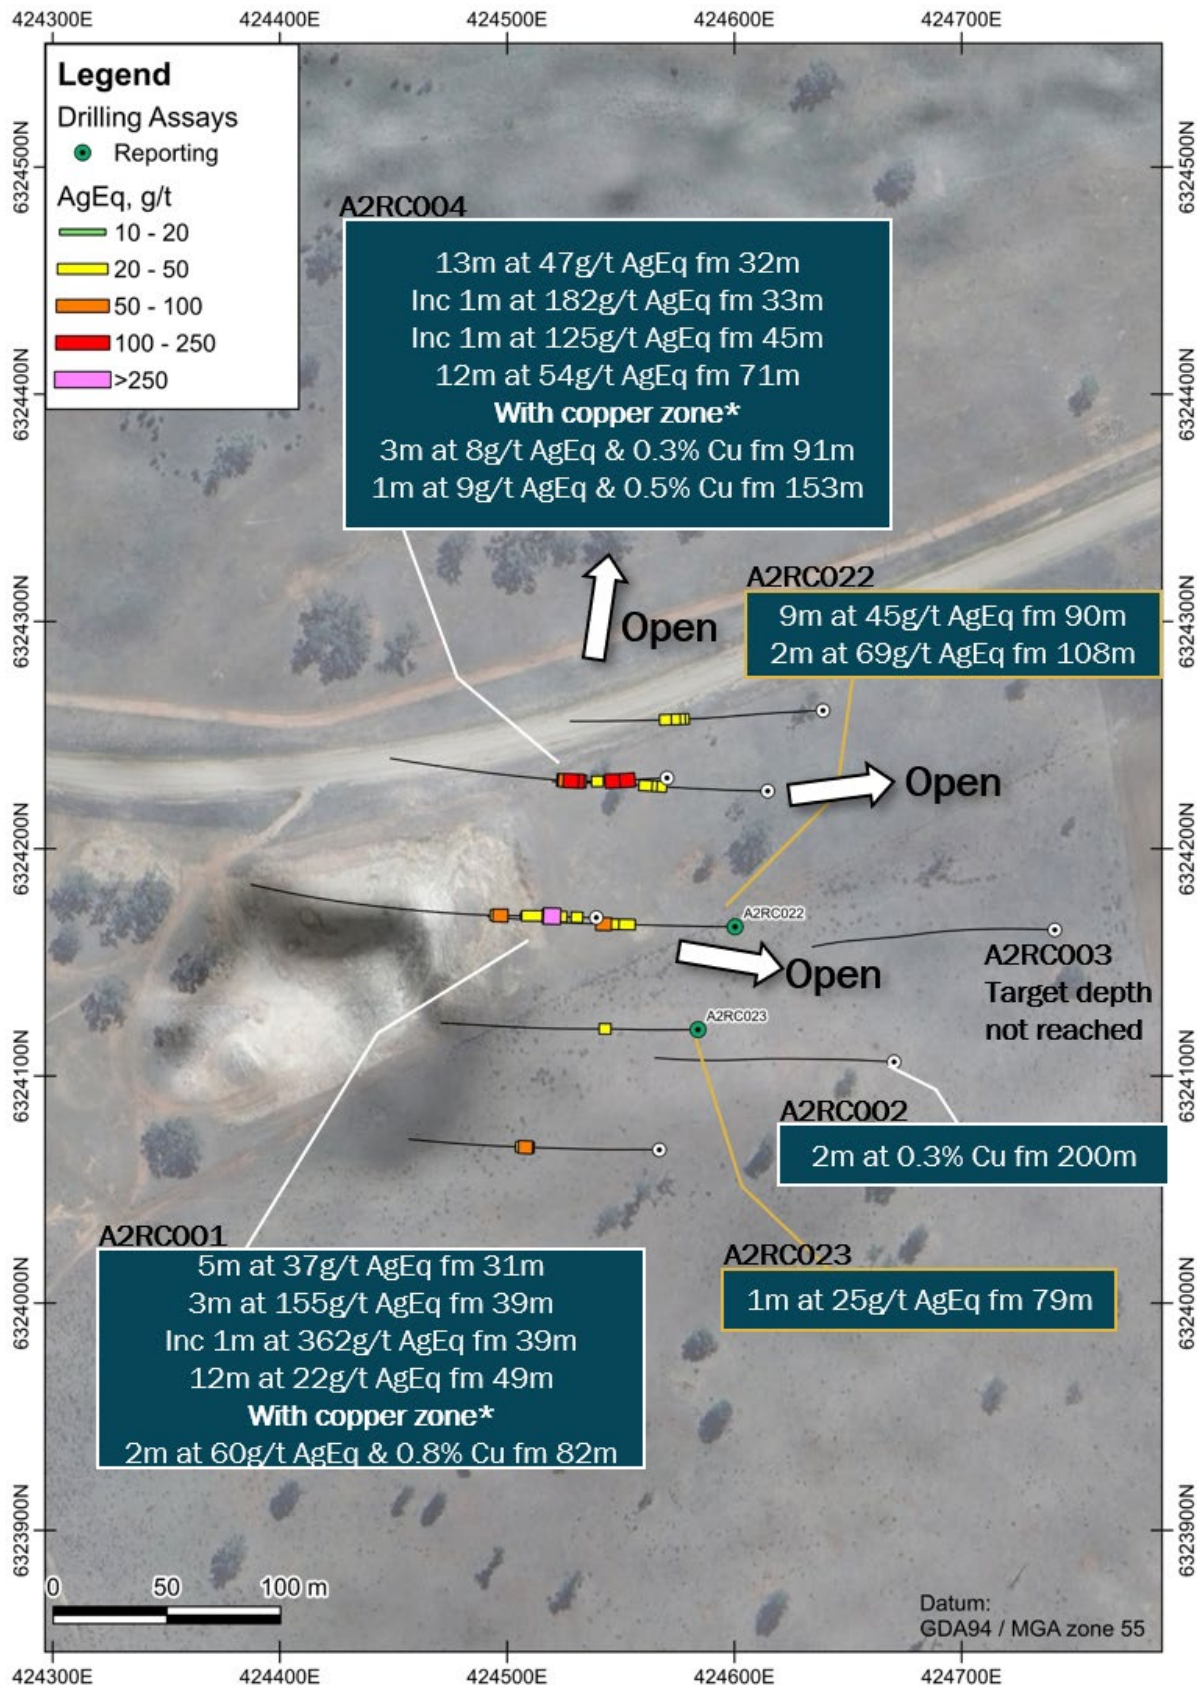 424300E 424400E 424500E 424600E 424700E
Legend
Drilling Assays
Reporting
AgEq, g/t
10 - 20
20 - 50
50 - 100
100 - 250
>250
6324500N
6324400N
6324300N
6324200N
6324100N
6324000N
6323900N
6324500N
6324400N
6324300N
6324200N
6324100N
6324000N
6323900N
A2RC004
13m at 47g/t AgEq fm 32m
Inc 1m at 182g/t AgEq fm 33m
Inc 1m at 125g/t AgEq fm 45m
12m at 54g/t AgEq fm 71m
With copper zone*
3m at 8g/t AgEq & 0.3% Cu fm 91m
1m at 9g/t AgEq & 0.5% Cu fm 153m
A2RC022
9m at 45g/t AgEq fm 90m
2m at 69g/t AgEq fm 108m
Open
Open
A2RC022
Open
A2RC003
Target depth
not reached
A2RC023
A2RC002
2m at 0.3% Cu fm 200m
A2RC001
5m at 37g/t AgEq fm 31m
3m at 155g/t AgEq fm 39m
Inc 1m at 362g/t AgEq fm 39m
12m at 22g/t AgEq fm 49m
With copper zone*
2m at 60g/t AgEq & 0.8% Cu fm 82m
A2RC023
1m at 25g/t AgEq fm 79m
0 50 100 m
Datum:
GDA94 / MGA zone 55
424300E 424400E 424500E 424600E 424700E